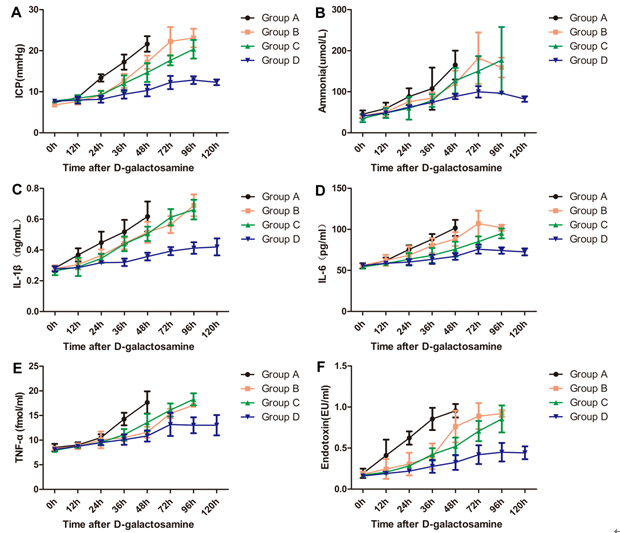 A
ICP(mmHg)
30
20
10
0
0h 12h 24h 36h 48h 72h 96h 120h
Time after D-galactosamine
Group A
Group B
Group C
Group D
B
Ammonia(umol/L)
300
200
100
0
0h 12h 24h 36h 48h 72h 96h 120h
Time after D-galactosamine
Group A
Group B
Group C
Group D
C
IL-1β（ng/mL）
0.8
0.6
0.4
0.2
0.0
0h 12h 24h 36h 48h 72h 96h 120h
Time after D-galactosamine
Group A
Group B
Group C
Group D
D
IL-6（pg/ml）
150
100
50
0
0h 12h 24h 36h 48h 72h 96h 120h
Time after D-galactosamine
Group A
Group B
Group C
Group D
E
TNF-α (fmol/ml)
25
20
15
10
5
0
0h 12h 24h 36h 48h 72h 96h 120h
Time after D-galactosamine
Group A
Group B
Group C
Group D
F
Endotoxin(EU/ml)
1.5
1.0
0.5
0.0
0h 12h 24h 36h 48h 72h 96h 120h
Time after D-galactosamine
Group A
Group B
Group C
Group D